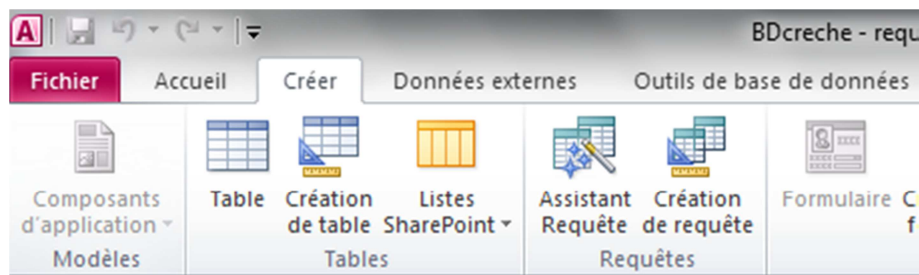 A
BDcreche - requ
Fichier Accueil Créer Données externes Outils de base de données
Composants d'application
Table
Création de table
Listes SharePoint
Assistant Requête
Création de requête
Formulaire
Modèles Tables Requêtes